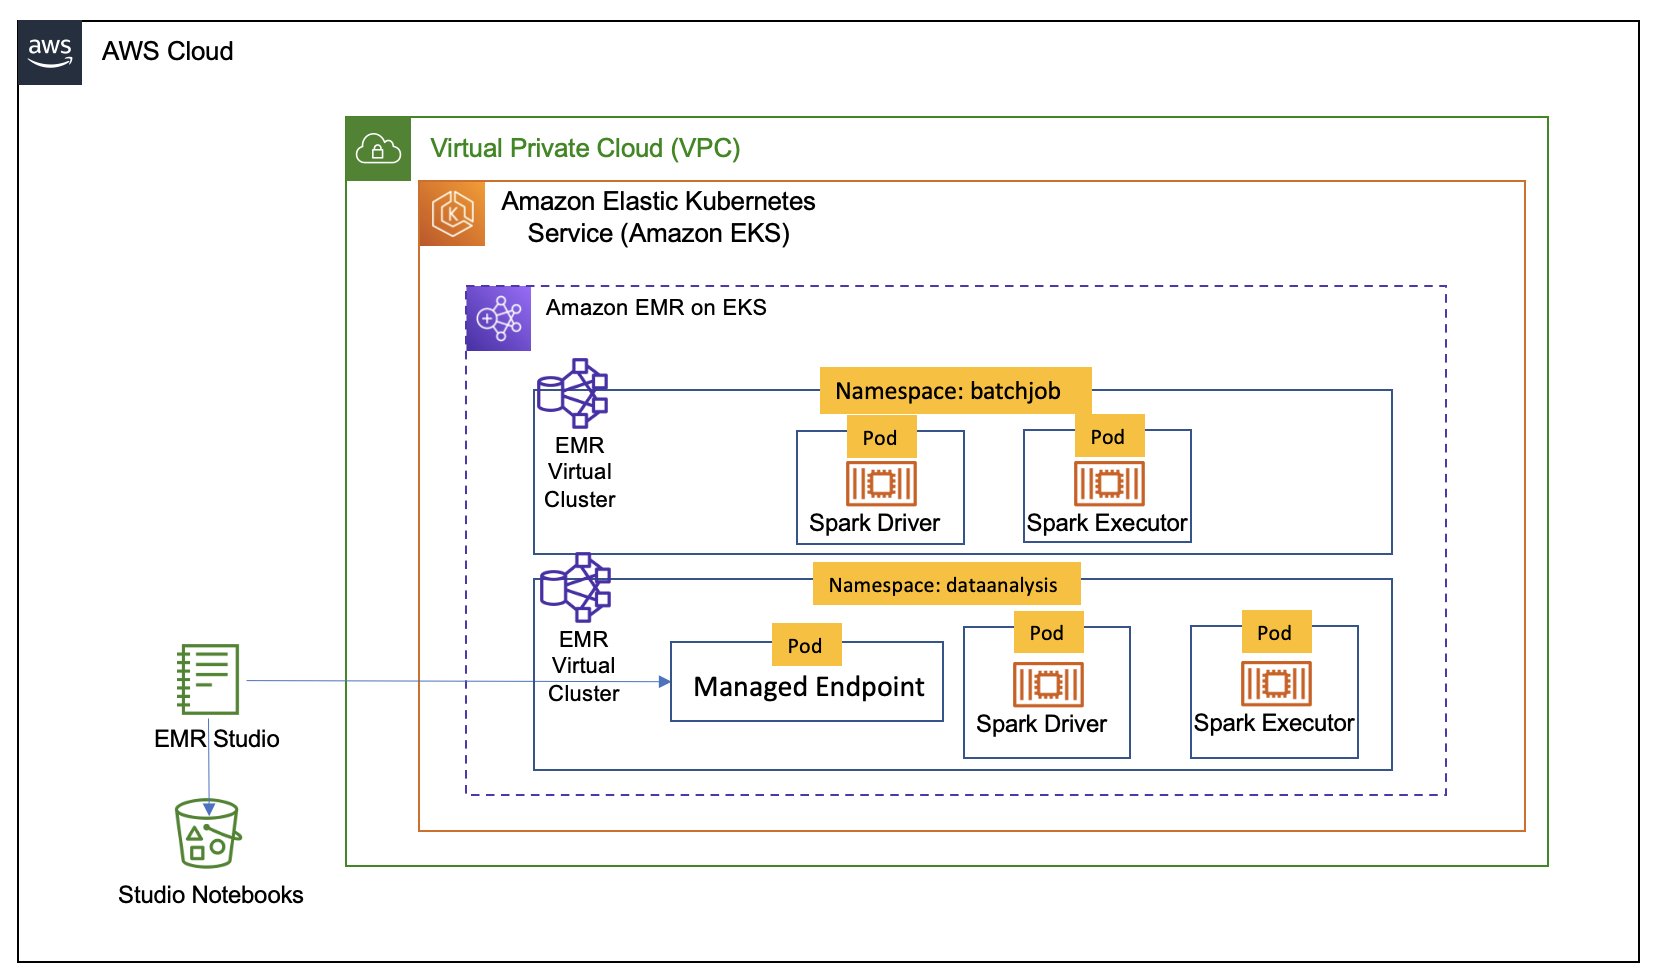 aws
AWS Cloud
Virtual Private Cloud (VPC)
K
Amazon Elastic Kubernetes
Service (Amazon EKS)
Amazon EMR on EKS
Namespace: batchjob
EMR
Virtual
Cluster
Pod
Spark Driver
Pod
Spark Executor
Namespace: dataanalysis
EMR
Virtual
Cluster
Pod
Managed Endpoint
Pod
Spark Driver
Pod
Spark Executor
EMR Studio
Studio Notebooks